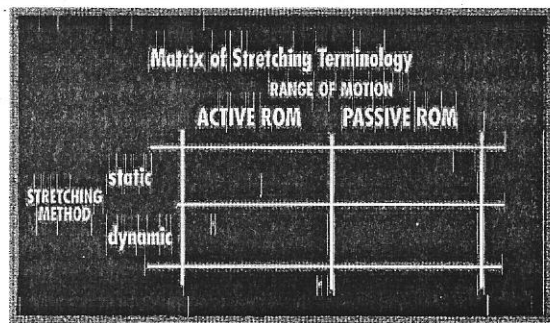 Matrix of Stretching Terminology
RANGE OF MOTION
ACTIVE ROM PASSIVE ROM
static
STRETCHING
METHOD
dynamic